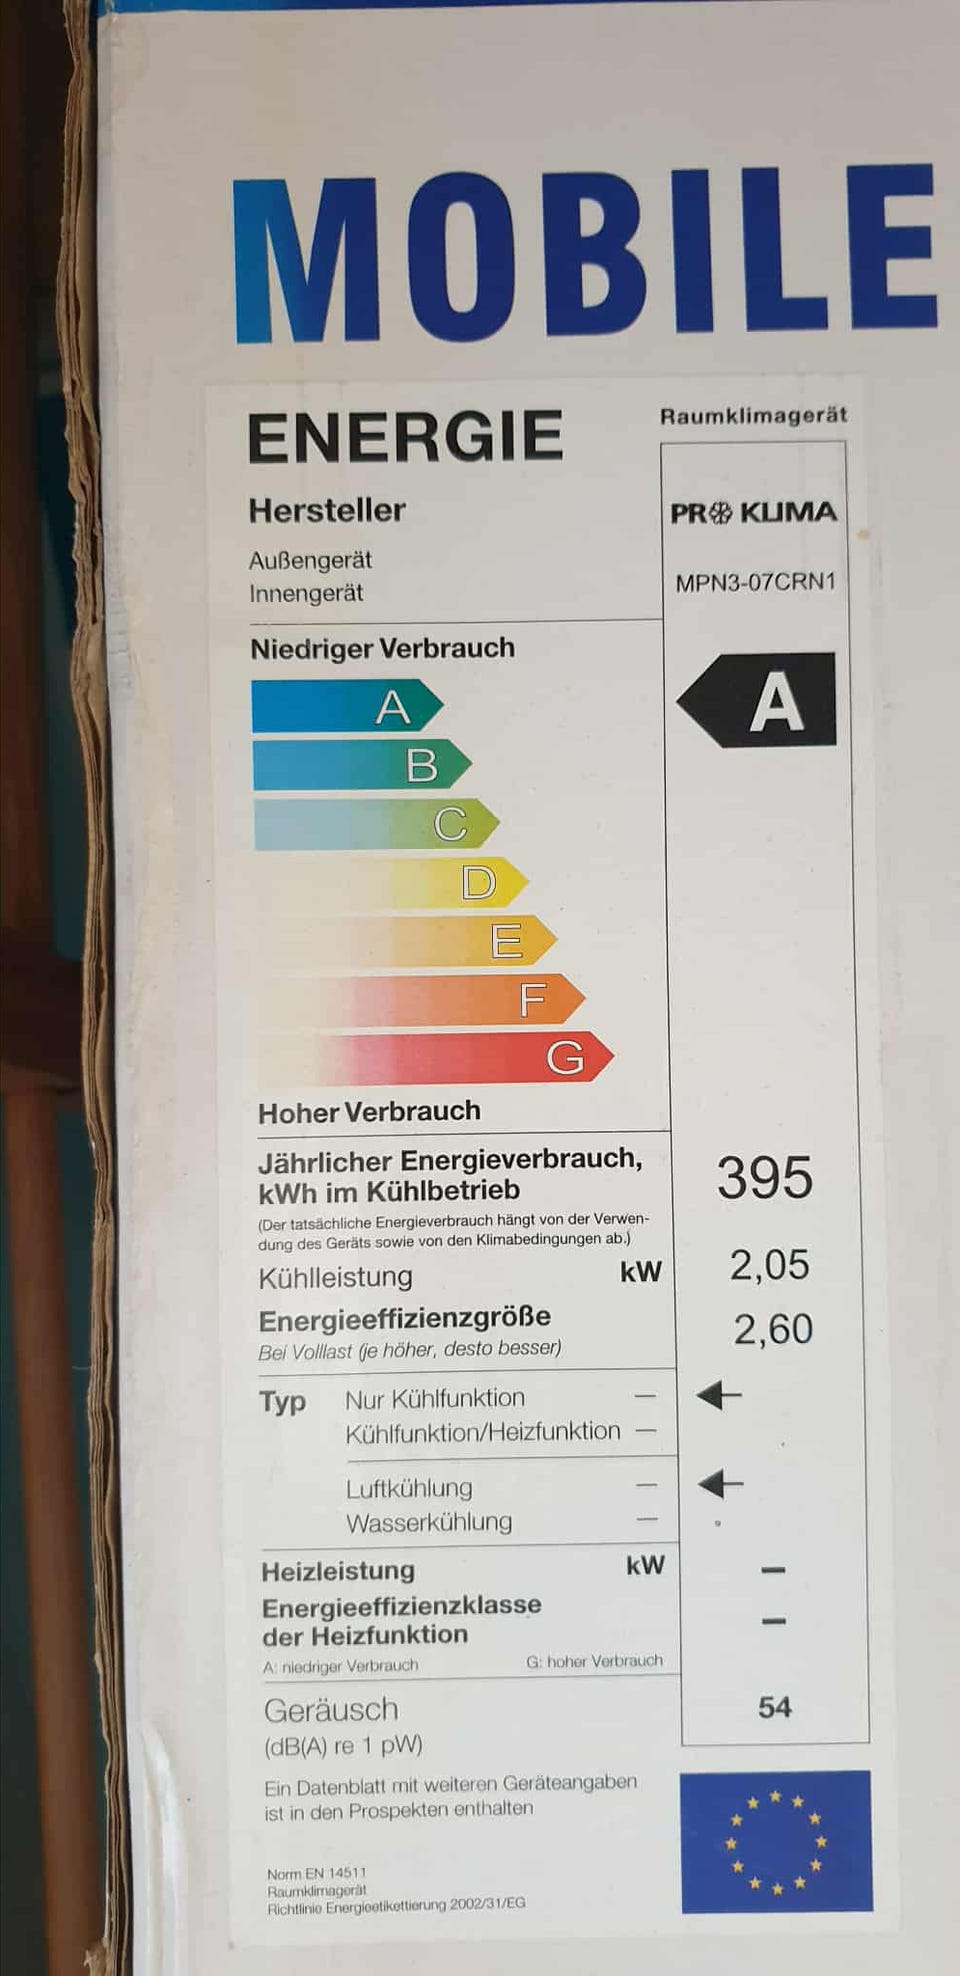 MOBILE
ENERGIE
Raumklimagerät
Hersteller
PRO KLIMA
Außengerät
Innengerät
MPN3-07CRN1
Niedriger Verbrauch
A
A
B
C
D
E
F
G
Hoher Verbrauch
Jährlicher Energieverbrauch,
kWh im Kühlbetrieb
395
(Der tatsächliche Energieverbrauch hängt von der Verwen-
dung des Geräts sowie von den Klimabedingungen ab.)
Kühlleistung kW 2,05
Energieeffizienzgröße 2,60
Bei Volllast (je höher, desto besser)
Typ Nur Kühlfunktion —
Kühlfunktion/Heizfunktion —
Luftkühlung —
Wasserkühlung —
Heizleistung kW –
Energieeffizienzklasse
der Heizfunktion –
A: niedriger Verbrauch G: hoher Verbrauch
Geräusch 54
(dB(A) re 1 pW)
Ein Datenblatt mit weiteren Geräteangaben
ist in den Prospekten enthalten
Norm EN 14511
Raumklimagerät
Richtlinie Energieetikettierung 2002/31/EG